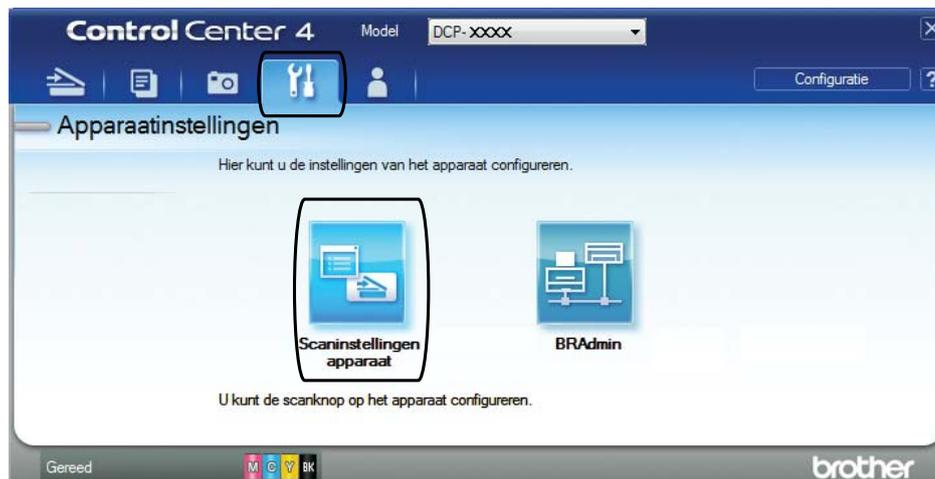 Control Center 4 Model DCP-XXXX
Configuratie ?
Apparaatinstellingen
Hier kunt u de instellingen van het apparaat configureren.
Scaninstellingen BRAdmin
apparaat
U kunt de scanknop op het apparaat configureren.
Gereed M C Y BK brother